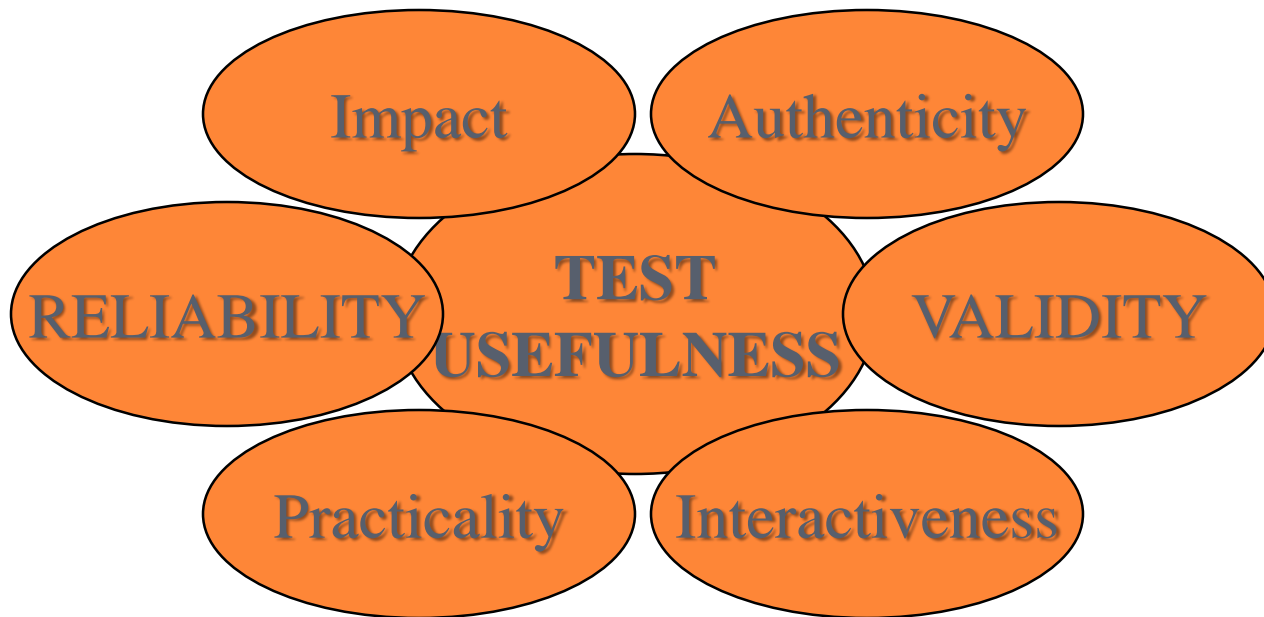 Impact
Authenticity
RELIABILITY
TEST
USEFULNESS
VALIDITY
Practicality
Interactiveness